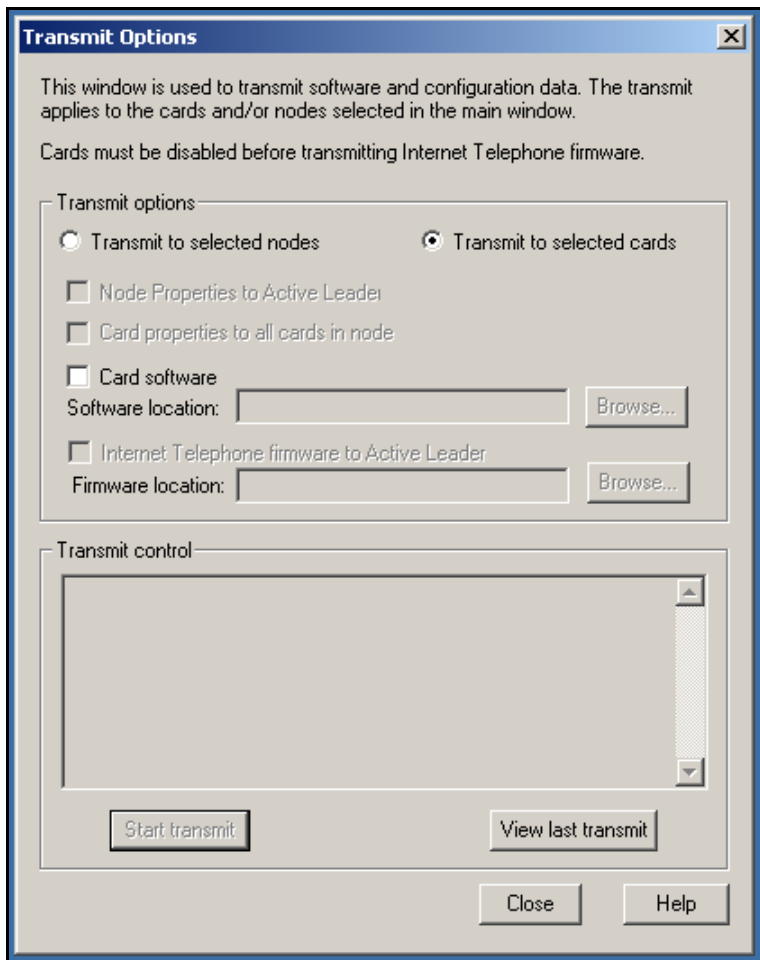 Transmit Options
This window is used to transmit software and configuration data. The transmit
applies to the cards and/or nodes selected in the main window.
Cards must be disabled before transmitting Internet Telephone firmware.
Transmit options
Transmit to selected nodes
Transmit to selected cards
Node Properties to Active Leader
Card properties to all cards in node
Card software
Software location:
Browse...
Internet Telephone firmware to Active Leader
Firmware location:
Browse...
Transmit control
Start transmit
View last transmit
Close
Help